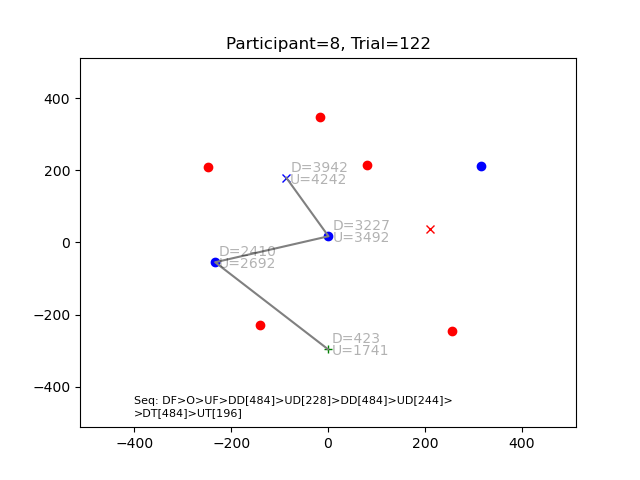 Participant=8, Trial=122
400
200
0
−200
−400
D=3942
U=4242
D=3227
U=3492
D=2410
U=2692
D=423
U=1741
Seq: DF>O>UF>DD[484]>UD[228]>DD[484]>UD[244]>
>DT[484]>UT[196]
−400 −200 0 200 400